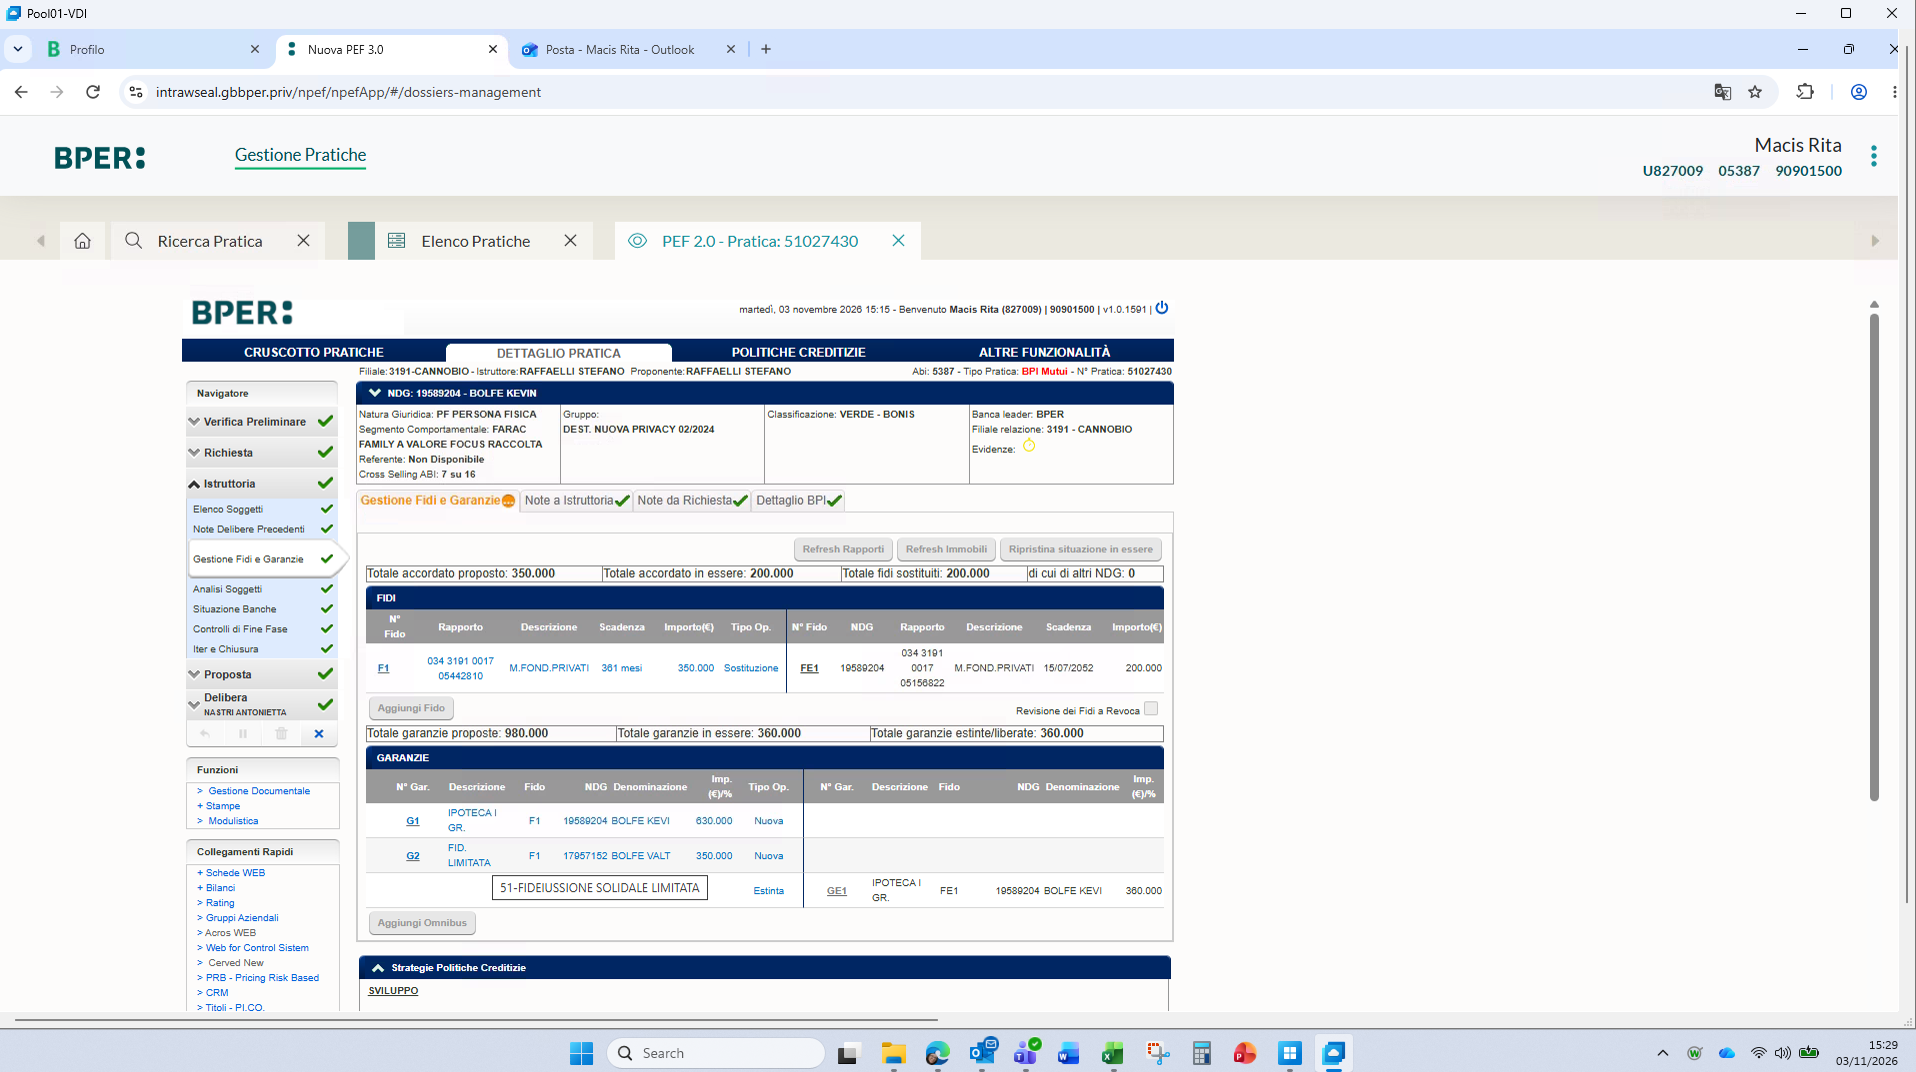 Pool01-VDI
Profilo
Nuova PEF 3.0
Posta - Macis Rita - Outlook
intrawseal.gbbper.priv/npef/npefApp/#/dossiers-management
BPER:
Gestione Pratiche
Macis Rita
U827009 05387 90901500
Ricerca Pratica
Elenco Pratiche
PEF 2.0 - Pratica: 51027430
BPER:
martedì, 03 novembre 2026 15:15 - Benvenuto Macis Rita (827009) | 90901500 | v1.0.1591 |
CRUSCOTTO PRATICHE
DETTAGLIO PRATICA
POLITICHE CREDITIZIE
ALTRE FUNZIONALITÀ
Filiale: 3191-CANNOBIO - Istruttore: RAFFAELLI STEFANO Proponente: RAFFAELLI STEFANO
Abi: 5387 - Tipo Pratica: BPI Mutui - N° Pratica: 51027430
Navigatore
Verifica Preliminare
Richiesta
Istruttoria
Elenco Soggetti
Note Delibere Precedenti
Gestione Fidi e Garanzie
Analisi Soggetti
Situazione Banche
Controlli di Fine Fase
Iter e Chiusura
Proposta
Delibera
NASTRI ANTONIETTA
Funzioni
> Gestione Documentale
+ Stampe
> Modulistica
Collegamenti Rapidi
+ Schede WEB
+ Bilanci
> Rating
> Gruppi Aziendali
> Acros WEB
> Web for Control Sistem
> Cerved New
> PRB - Pricing Risk Based
> CRM
> Titoli - PI.CO.
NDG: 19589204 - BOLFE KEVIN
Natura Giuridica: PF PERSONA FISICA
Segmento Comportamentale: FARAC
FAMILY A VALORE FOCUS RACCOLTA
Referente: Non Disponibile
Cross Selling ABI: 7 su 16
Gruppo:
DEST. NUOVA PRIVACY 02/2024
Classificazione: VERDE - BONIS
Banca leader: BPER
Filiale relazione: 3191 - CANNOBIO
Evidenze:
Gestione Fidi e Garanzie
Note a Istruttoria
Note da Richiesta
Dettaglio BPI
Refresh Rapporti
Refresh Immobili
Ripristina situazione in essere
Totale accordato proposto: 350.000
Totale accordato in essere: 200.000
Totale fidi sostituiti: 200.000
di cui di altri NDG: 0
FIDI
N° Fido Rapporto Descrizione Scadenza Importo(€) Tipo Op. N° Fido NDG Rapporto Descrizione Scadenza Importo(€)
F1 034 3191 0017 05442810 M.FOND.PRIVATI 361 mesi 350.000 Sostituzione FE1 19589204 034 3191 0017 05156822 M.FOND.PRIVATI 15/07/2052 200.000
Aggiungi Fido
Revisione dei Fidi a Revoca
Totale garanzie proposte: 980.000
Totale garanzie in essere: 360.000
Totale garanzie estinte/liberate: 360.000
GARANZIE
N° Gar. Descrizione Fido NDG Denominazione Imp. (€)/% Tipo Op. N° Gar. Descrizione Fido NDG Denominazione Imp. (€)/%
G1 IPOTECA I GR. F1 19589204 BOLFE KEVI 630.000 Nuova
G2 FID. LIMITATA F1 17957152 BOLFE VALT 350.000 Nuova
51-FIDEIUSSIONE SOLIDALE LIMITATA
Estinta GE1 IPOTECA I GR. FE1 19589204 BOLFE KEVI 360.000
Aggiungi Omnibus
Strategie Politiche Creditizie
SVILUPPO
Search
15:29
03/11/2026